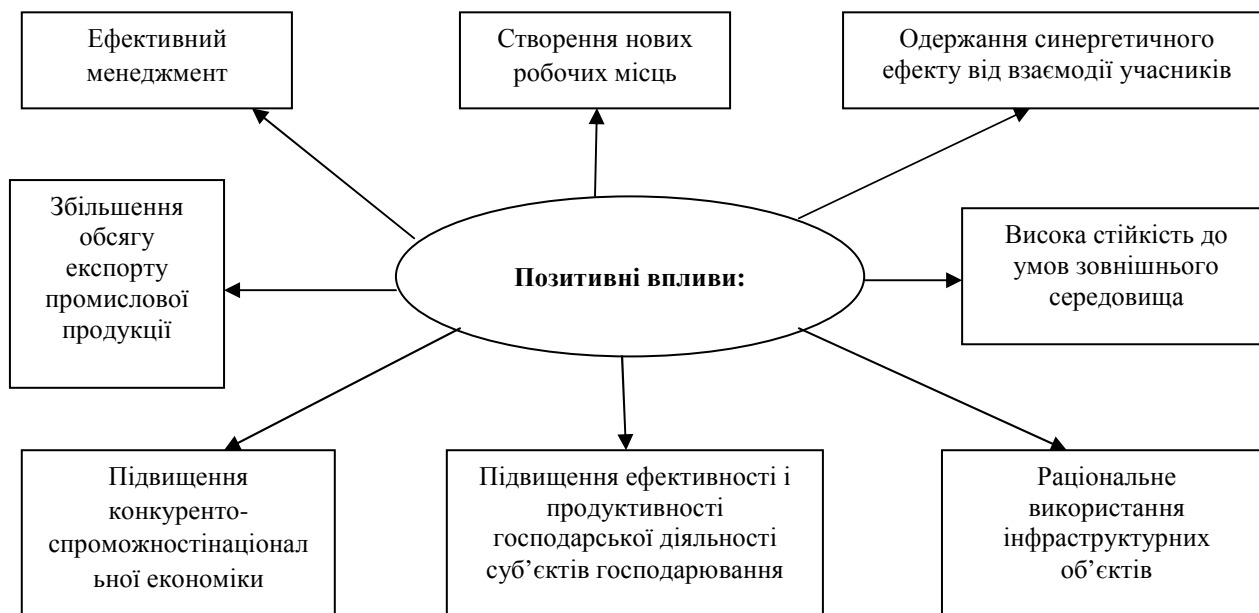 Ефективний
менеджмент
Створення нових
робочих місць
Одержання синергетичного
ефекту від взаємодії учасників
Збільшення
обсягу
експорту
промислової
продукції
Позитивні впливи:
Висока стійкість до
умов зовнішнього
середовища
Підвищення
конкуренто-
спроможностінаціонал
ьної економіки
Підвищення ефективності і
продуктивності
господарської діяльності
суб’єктів господарювання
Раціональне
використання
інфраструктурних
об’єктів